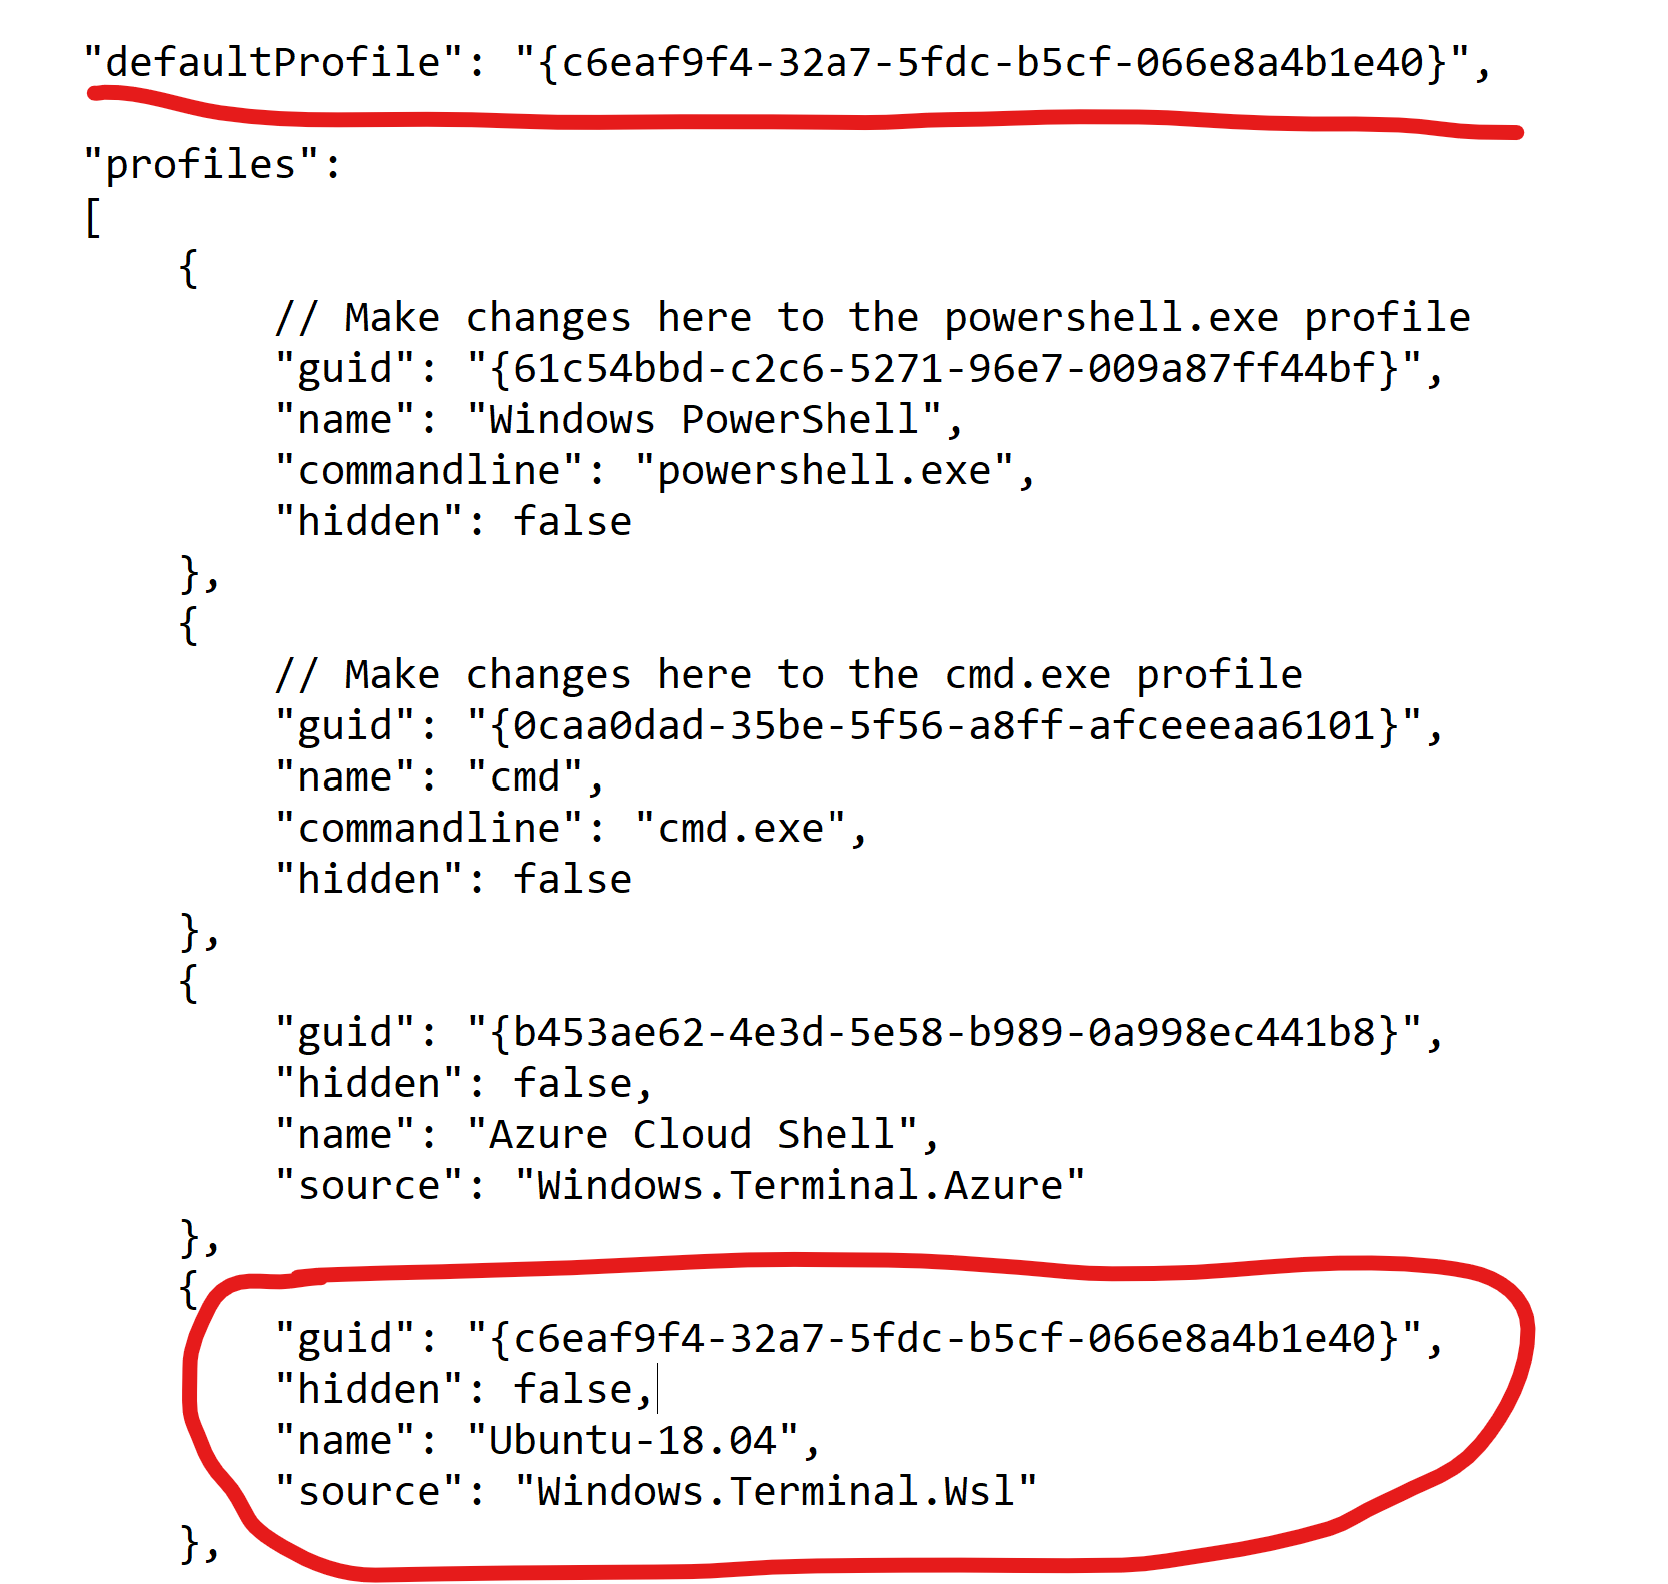 "defaultProfile": "{c6eaf9f4-32a7-5fdc-b5cf-066e8a4b1e40}",
"profiles":
[
{
// Make changes here to the powershell.exe profile
"guid": "{61c54bbd-c2c6-5271-96e7-009a87ff44bf}",
"name": "Windows PowerShell",
"commandline": "powershell.exe",
"hidden": false
},
{
// Make changes here to the cmd.exe profile
"guid": "{0caa0dad-35be-5f56-a8ff-afceeeaa6101}",
"name": "cmd",
"commandline": "cmd.exe",
"hidden": false
},
{
"guid": "{b453ae62-4e3d-5e58-b989-0a998ec441b8}",
"hidden": false,
"name": "Azure Cloud Shell",
"source": "Windows.Terminal.Azure"
},
{
"guid": "{c6eaf9f4-32a7-5fdc-b5cf-066e8a4b1e40}",
"hidden": false,
"name": "Ubuntu-18.04",
"source": "Windows.Terminal.Wsl"
},